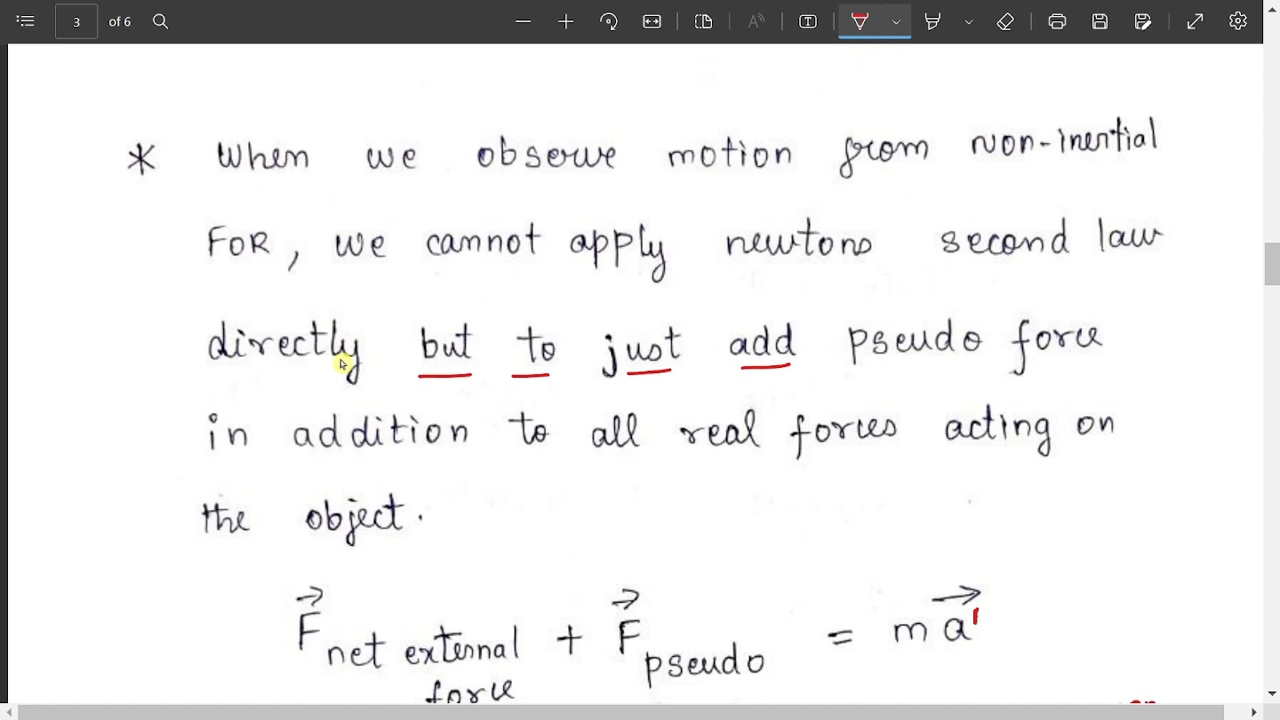 3 of 6
* When we observe motion from non-inertial
FOR, we cannot apply newtons second law
directly but to just add pseudo force
in addition to all real forces acting on
the object.
F⃗ net external force + F⃗ pseudo = m a⃗'